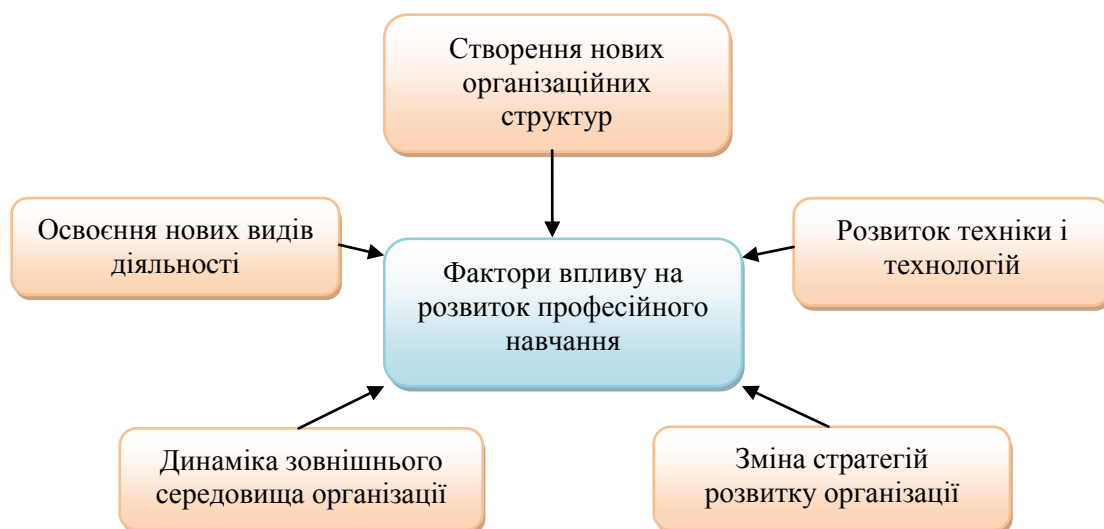 Створення нових
організаційних
структур
Освоєння нових видів
діяльності
Розвиток техніки і
технологій
Фактори впливу на
розвиток професійного
навчання
Динаміка зовнішнього
середовища організації
Зміна стратегій
розвитку організації